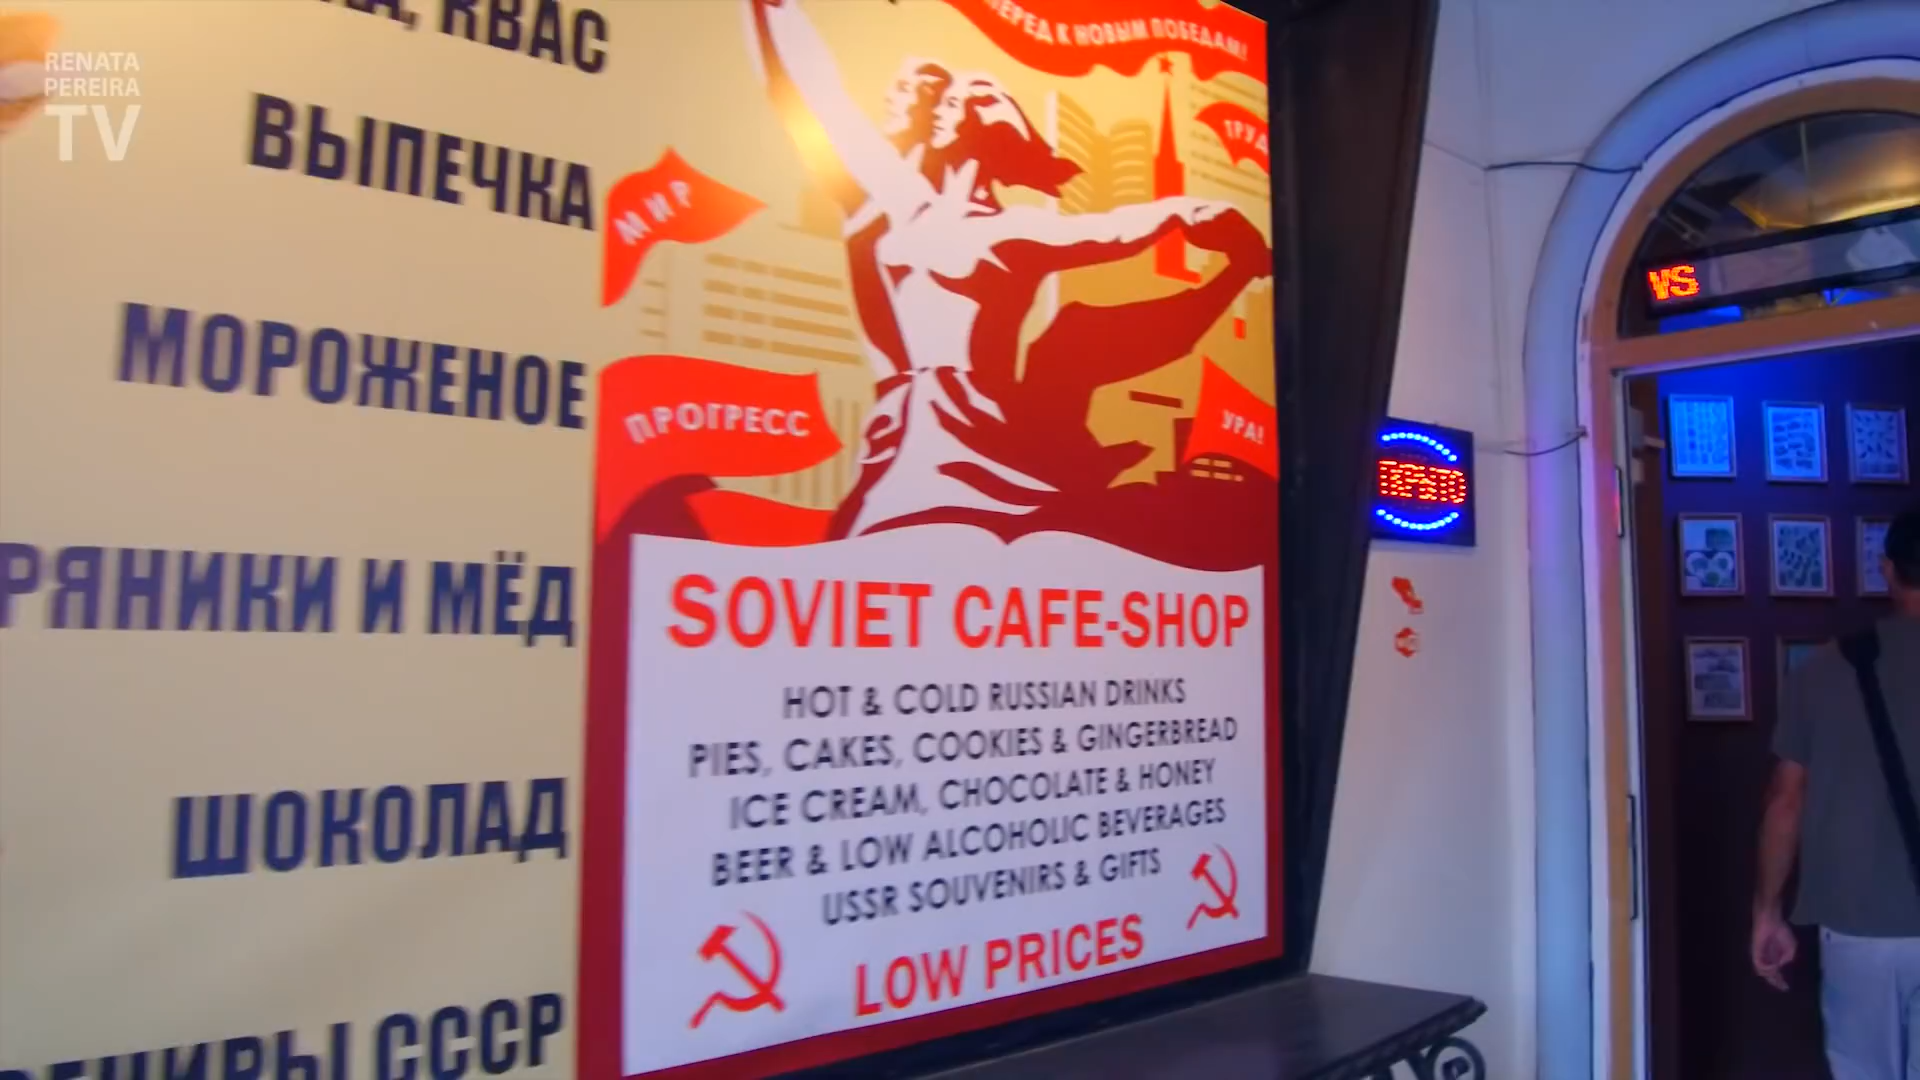 RENATA
PEREIRA
TV
КВАС
ВЫПЕЧКА
МОРОЖЕНОЕ
РЯНИКИ И МЁД
ШОКОЛАД
СССР
К НОВЫМ ПОБЕДАМ!
ТРУД
МИР
ПРОГРЕСС
УРА!
SOVIET CAFE-SHOP
HOT & COLD RUSSIAN DRINKS
PIES, CAKES, COOKIES & GINGERBREAD
ICE CREAM, CHOCOLATE & HONEY
BEER & LOW ALCOHOLIC BEVERAGES
USSR SOUVENIRS & GIFTS
LOW PRICES
VS